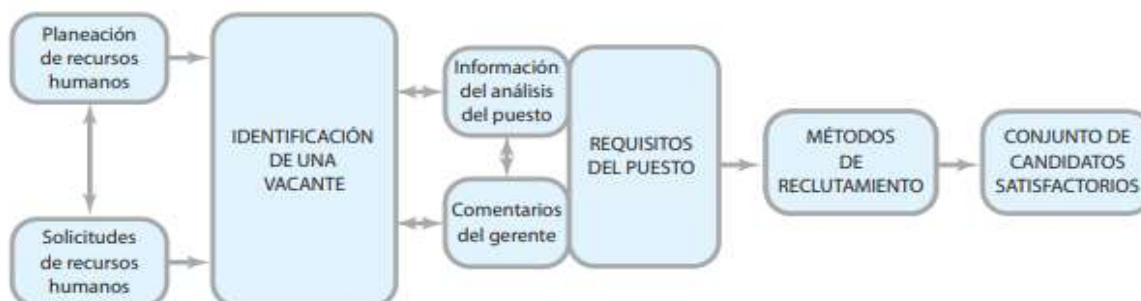 Planeación
de recursos
humanos
Solicitudes
de recursos
humanos
IDENTIFICACIÓN
DE UNA
VACANTE
Información
del análisis
del puesto
Comentarios
del gerente
REQUISITOS
DEL PUESTO
MÉTODOS
DE
RECLUTAMIENTO
CONJUNTO DE
CANDIDATOS
SATISFACTORIOS